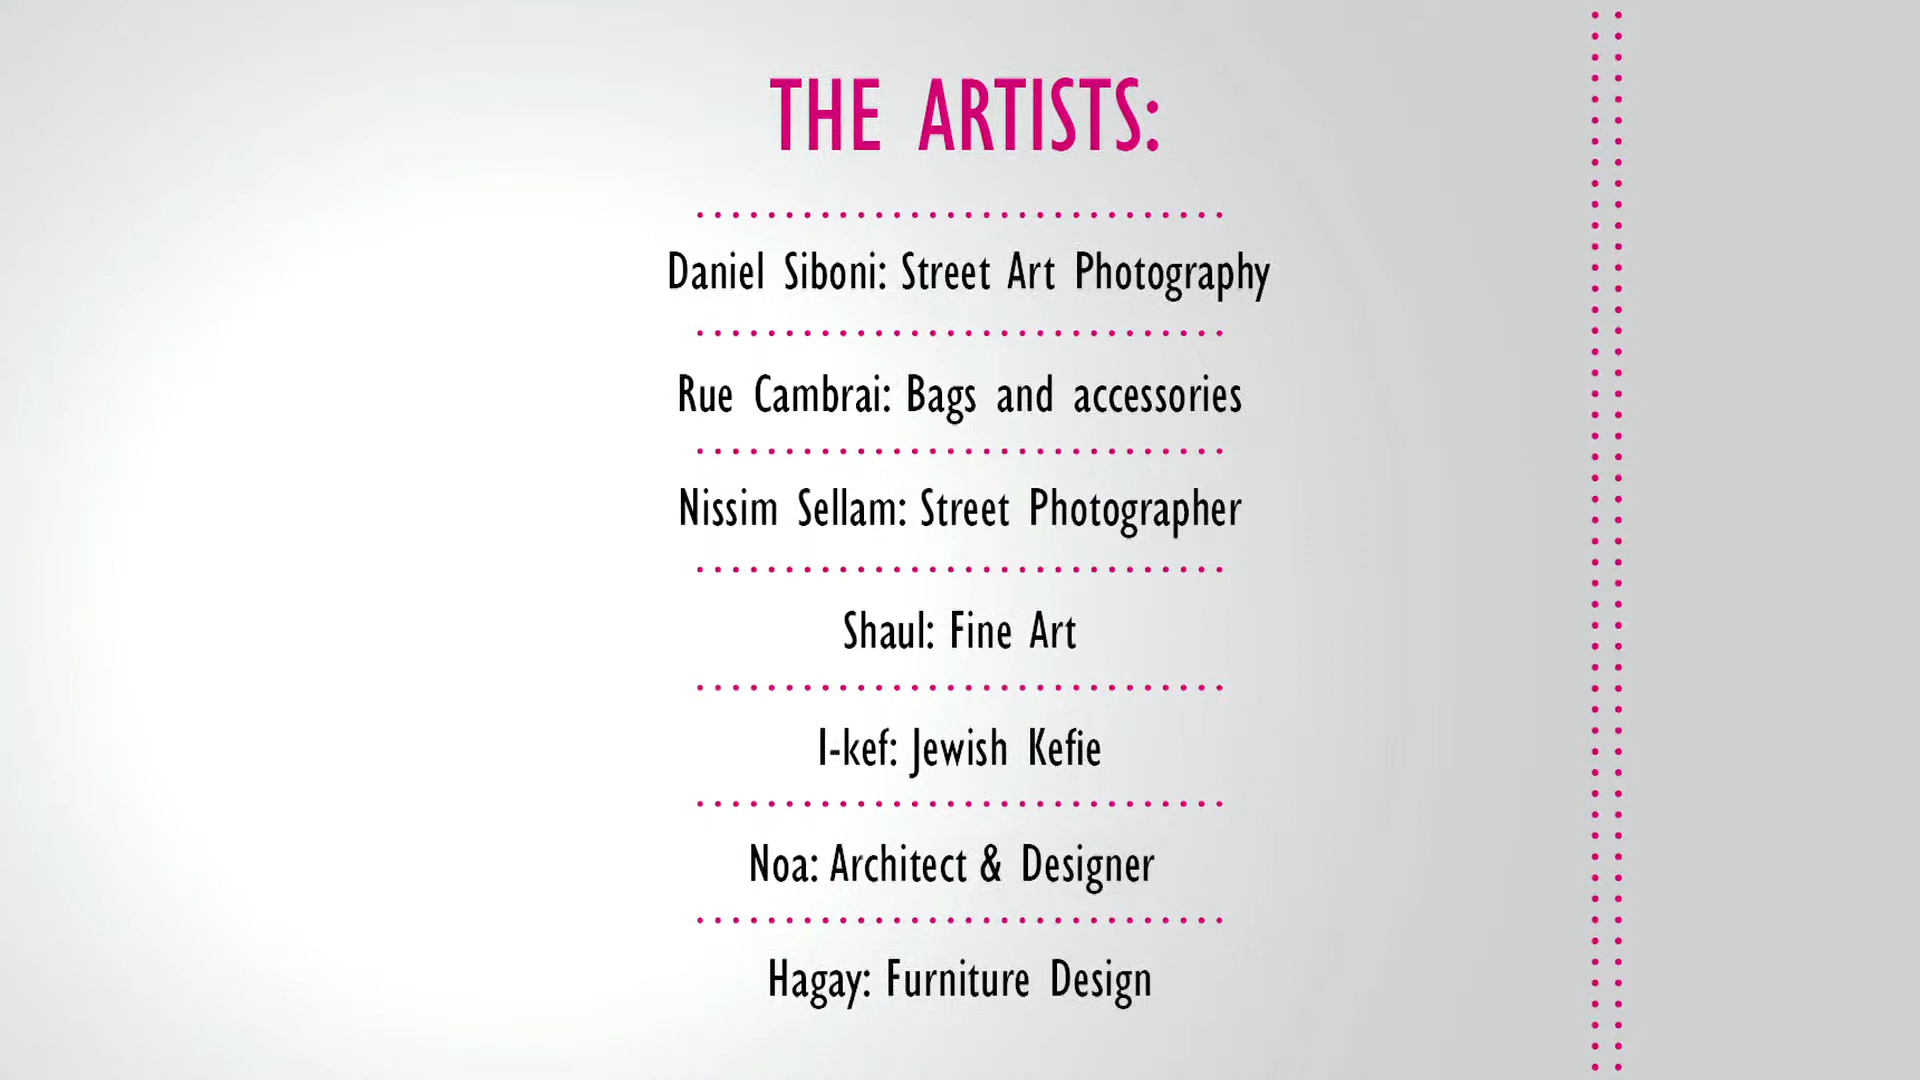 THE ARTISTS:
Daniel Siboni: Street Art Photography
Rue Cambrai: Bags and accessories
Nissim Sellam: Street Photographer
Shaul: Fine Art
I-kef: Jewish Kefie
Noa: Architect & Designer
Hagay: Furniture Design